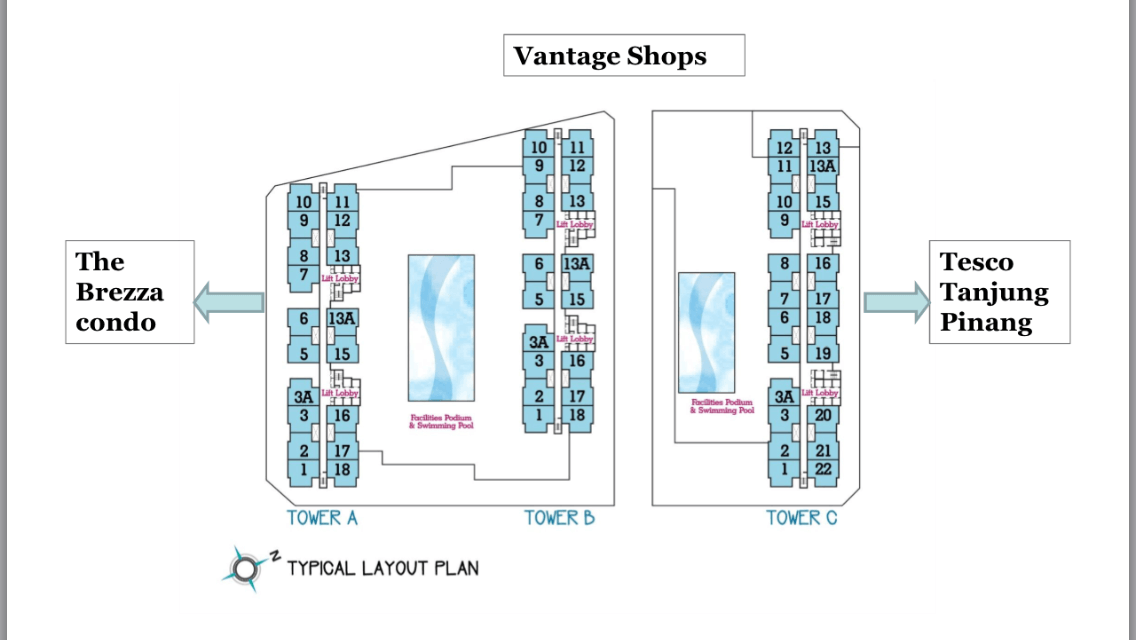 Vantage Shops
The
Brezza
condo
Tesco
Tanjung
Pinang
10 11
9 12
8 13
7 Lift Lobby
6 13A
5 15
3A Lift Lobby
3 16
2 17
1 18
TOWER A
10 11
9 12
8 13
7 Lift Lobby
6 13A
5 15
3A Lift Lobby
3 16
2 17
1 18
TOWER B
12 13
11 13A
10 15
9 Lift Lobby
8 16
7 17
6 18
5 19
3A Lift Lobby
3 20
2 21
1 22
TOWER C
Facilities Podium
& Swimming Pool
Facilities Podium
& Swimming Pool
N
TYPICAL LAYOUT PLAN